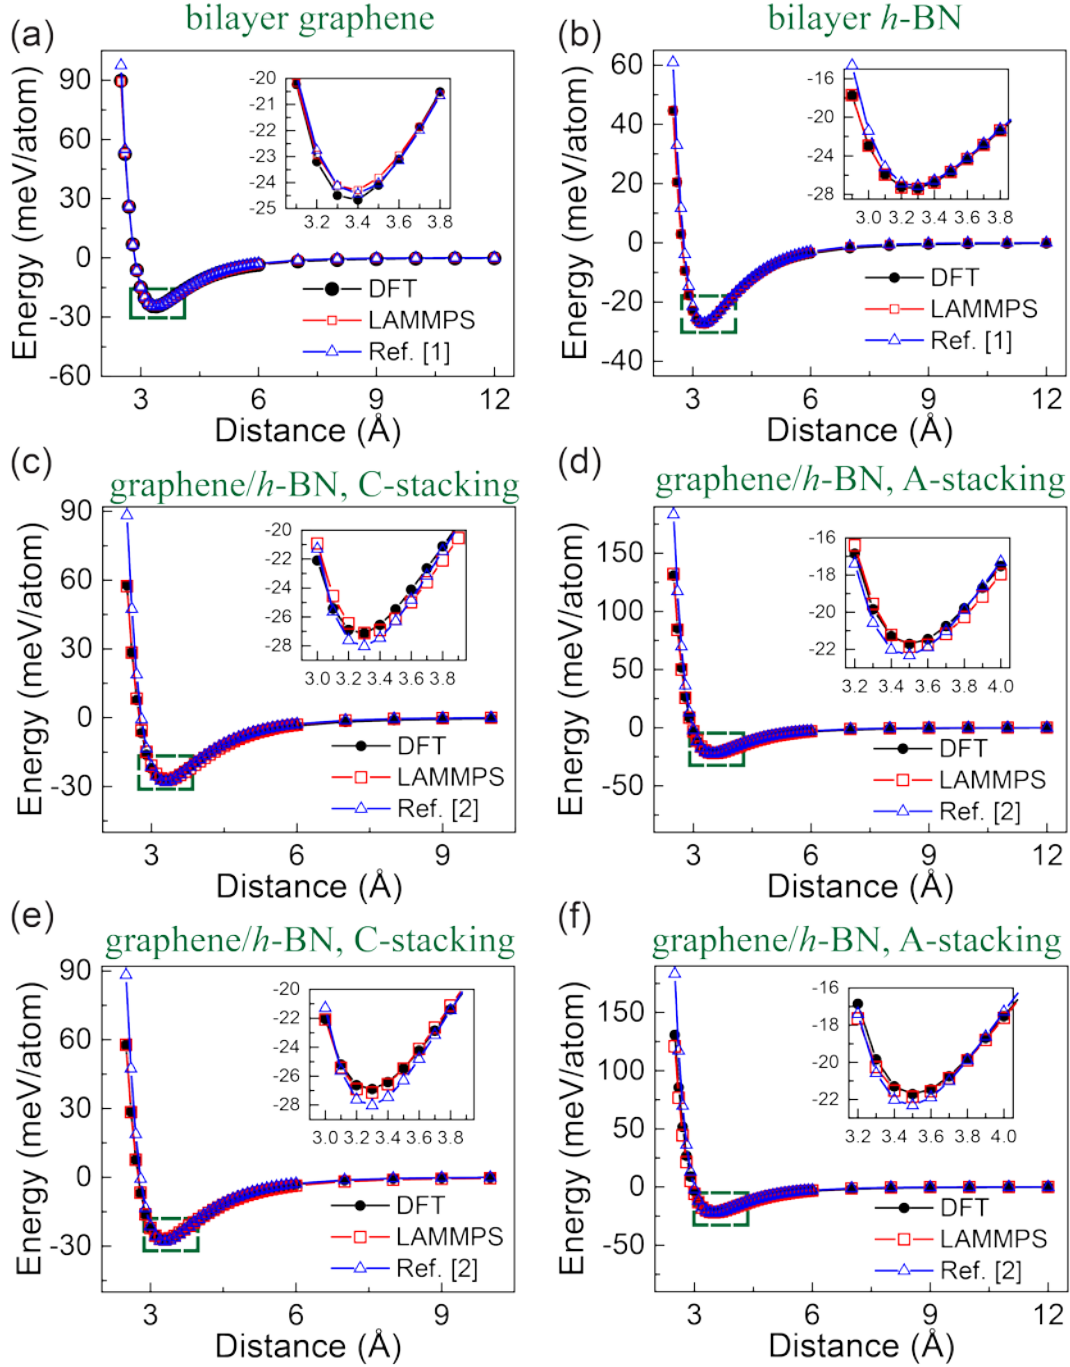 (a)
bilayer graphene
Energy (meV/atom)
90
60
30
0
-30
-60
3
6
9
12
Distance (Å)
-20
-21
-22
-23
-24
-25
3.2
3.4
3.6
3.8
DFT
LAMMPS
Ref. [1]
(b)
bilayer h-BN
Energy (meV/atom)
60
40
20
0
-20
-40
3
6
9
12
Distance (Å)
-16
-20
-24
-28
3.0
3.2
3.4
3.6
3.8
DFT
LAMMPS
Ref. [1]
(c)
graphene/h-BN, C-stacking
Energy (meV/atom)
90
60
30
0
-30
3
6
9
Distance (Å)
-20
-22
-24
-26
-28
3.0
3.2
3.4
3.6
3.8
DFT
LAMMPS
Ref. [2]
(d)
graphene/h-BN, A-stacking
Energy (meV/atom)
150
100
50
0
-50
3
6
9
12
Distance (Å)
-16
-18
-20
-22
3.2
3.4
3.6
3.8
4.0
DFT
LAMMPS
Ref. [2]
(e)
graphene/h-BN, C-stacking
Energy (meV/atom)
90
60
30
0
-30
3
6
9
Distance (Å)
-20
-22
-24
-26
-28
3.0
3.2
3.4
3.6
3.8
DFT
LAMMPS
Ref. [2]
(f)
graphene/h-BN, A-stacking
Energy (meV/atom)
150
100
50
0
-50
3
6
9
12
Distance (Å)
-16
-18
-20
-22
3.2
3.4
3.6
3.8
4.0
DFT
LAMMPS
Ref. [2]